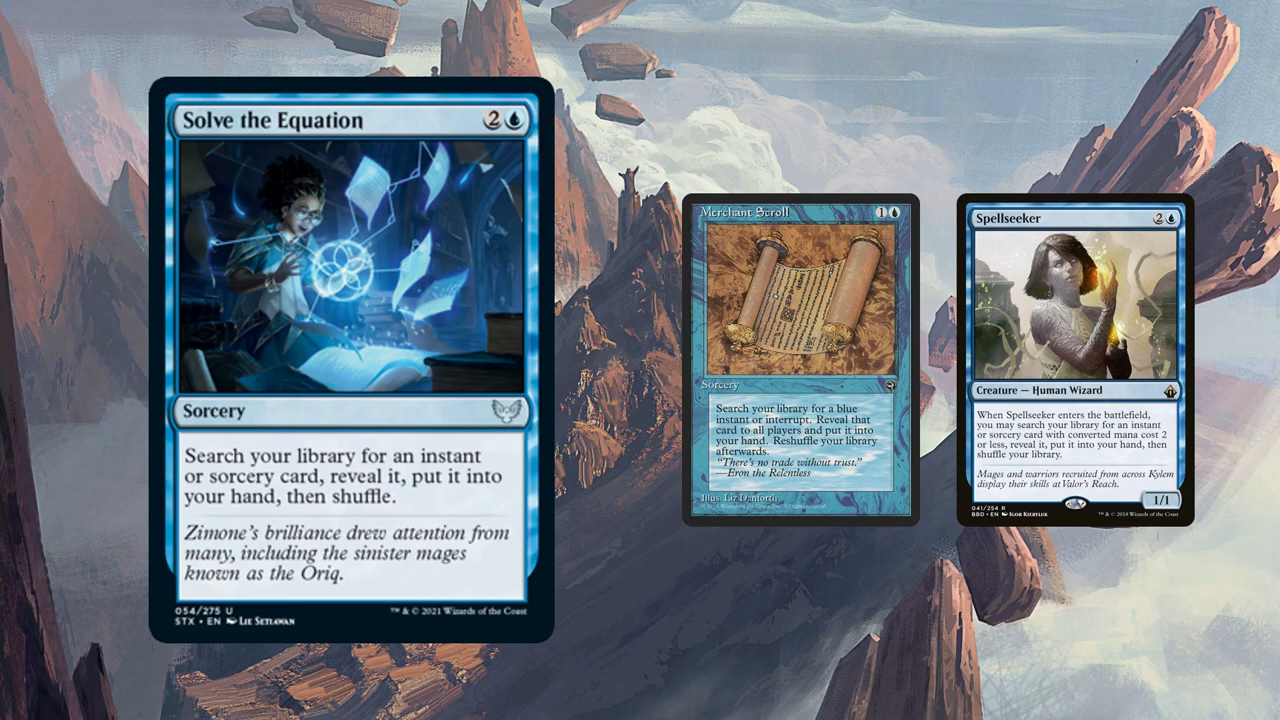 Solve the Equation
2
Sorcery
Search your library for an instant
or sorcery card, reveal it, put it into
your hand, then shuffle.
Zimone's brilliance drew attention from
many, including the sinister mages
known as the Oriq.
054/275 U
STX • EN Lie Setiawan
™ & © 2021 Wizards of the Coast
Merchant Scroll
1
Sorcery
Search your library for a blue
instant or interrupt. Reveal that
card to all players and put it into
your hand. Reshuffle your library
afterwards.
"There's no trade without trust."
—Eron the Relentless
Illus. Liz Danforth
Spellseeker
2
Creature — Human Wizard
When Spellseeker enters the battlefield,
you may search your library for an instant
or sorcery card with converted mana cost 2
or less, reveal it, put it into your hand, then
shuffle your library.
Mages and warriors recruited from across Kylem
display their skills at Valor's Reach.
1/1
041/254 R
BBD • EN Igor Kieryluk
™ & © 2018 Wizards of the Coast